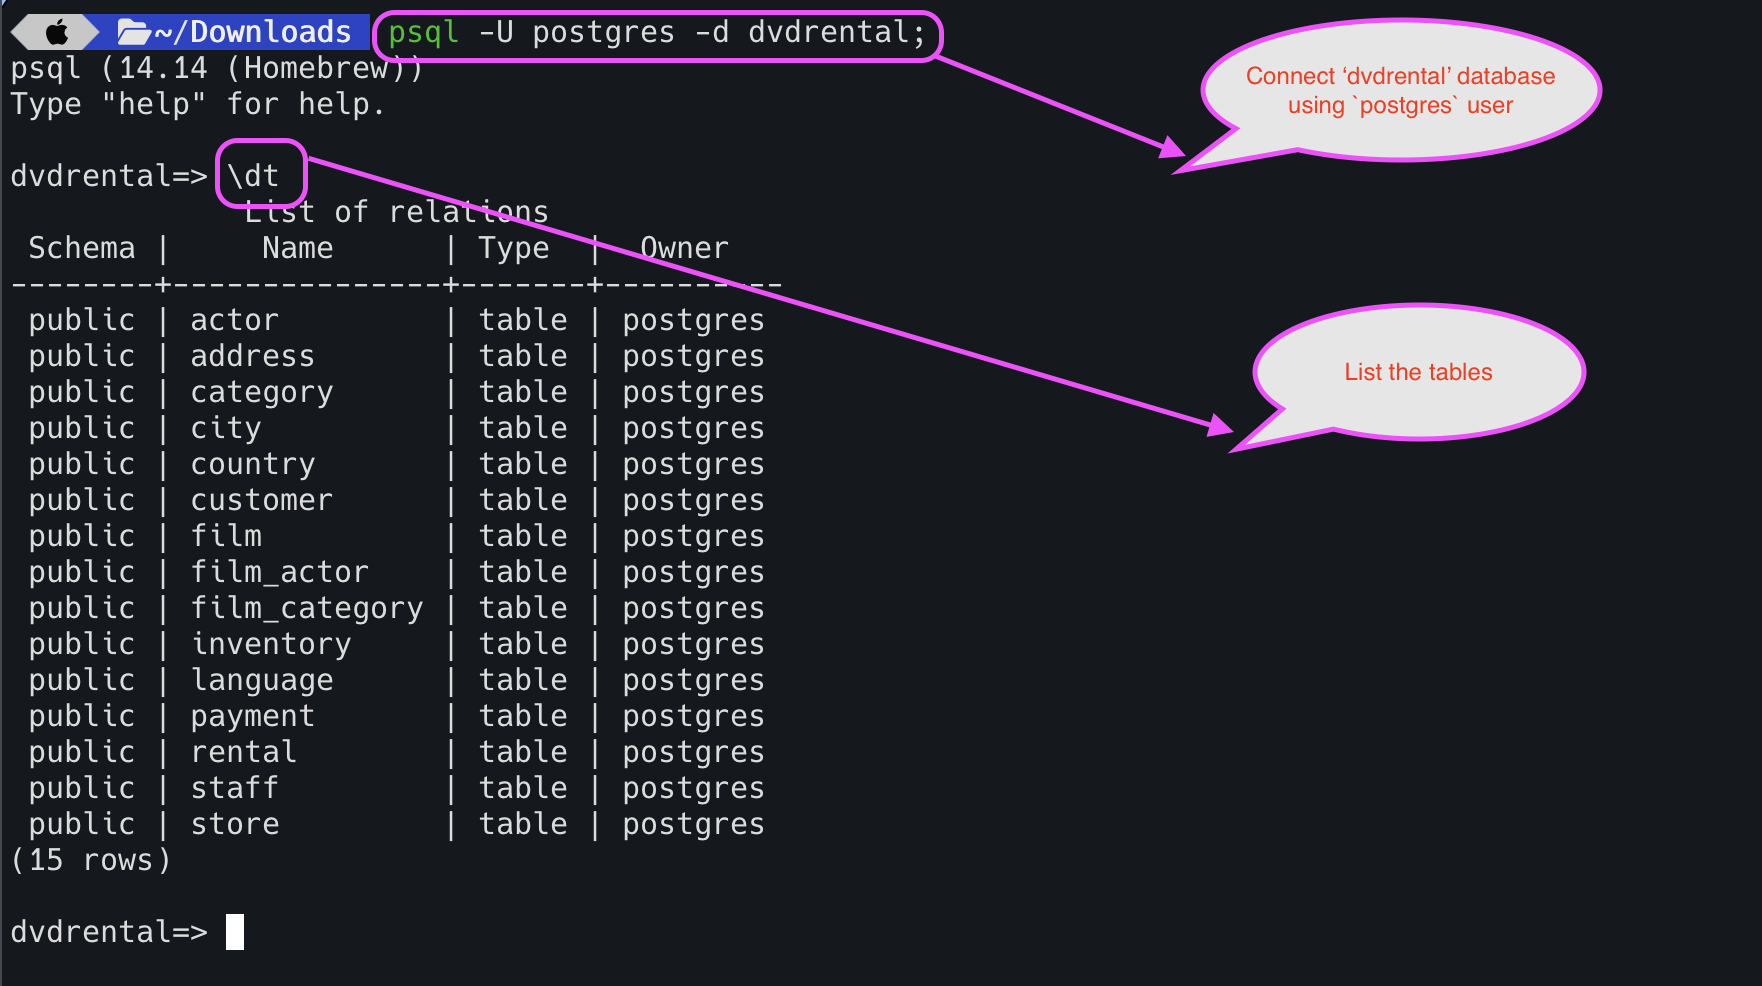 ~/Downloads psql -U postgres -d dvdrental;
psql (14.14 (Homebrew))
Type "help" for help.
Connect ‘dvdrental’ database
using `postgres` user
dvdrental=> \dt
List of relations
Schema | Name | Type | Owner
--------+---------------+-------+----------
public | actor | table | postgres
public | address | table | postgres
public | category | table | postgres
public | city | table | postgres
public | country | table | postgres
public | customer | table | postgres
public | film | table | postgres
public | film_actor | table | postgres
public | film_category | table | postgres
public | inventory | table | postgres
public | language | table | postgres
public | payment | table | postgres
public | rental | table | postgres
public | staff | table | postgres
public | store | table | postgres
(15 rows)
List the tables
dvdrental=>